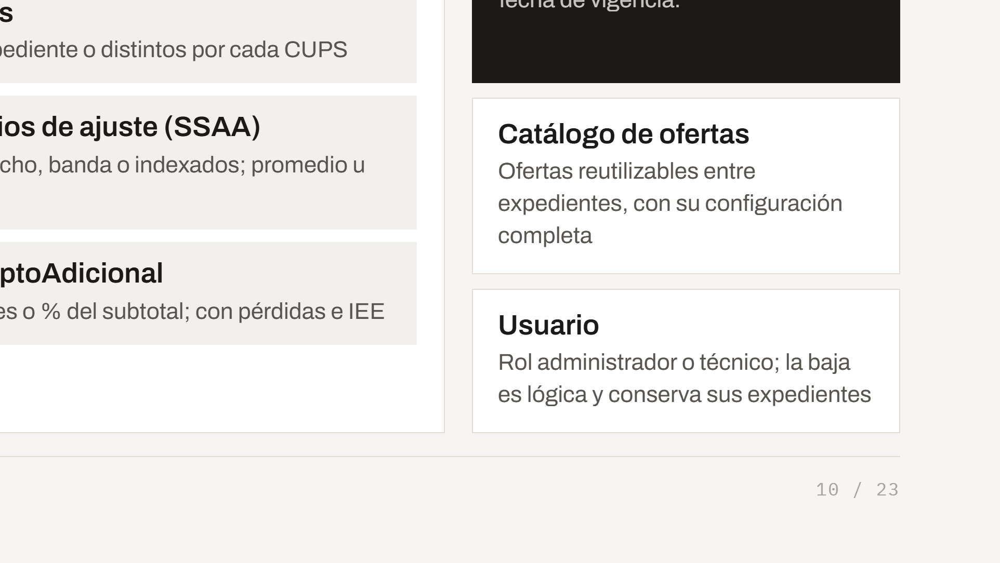 s
pediente o distintos por cada CUPS
ios de ajuste (SSAA)
cho, banda o indexados; promedio u
ptoAdicional
es o % del subtotal; con pérdidas e IEE
fecha de vigencia.
Catálogo de ofertas
Ofertas reutilizables entre
expedientes, con su configuración
completa
Usuario
Rol administrador o técnico; la baja
es lógica y conserva sus expedientes
10 / 23